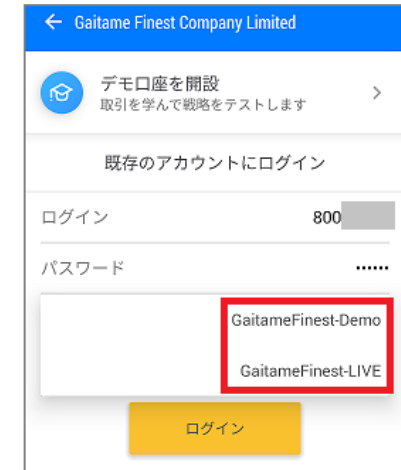 ← Gaitame Finest Company Limited
デモ口座を開設
取引を学んで戦略をテストします
既存のアカウントにログイン
ログイン 800
パスワード ••••••
GaitameFinest-Demo
GaitameFinest-LIVE
ログイン